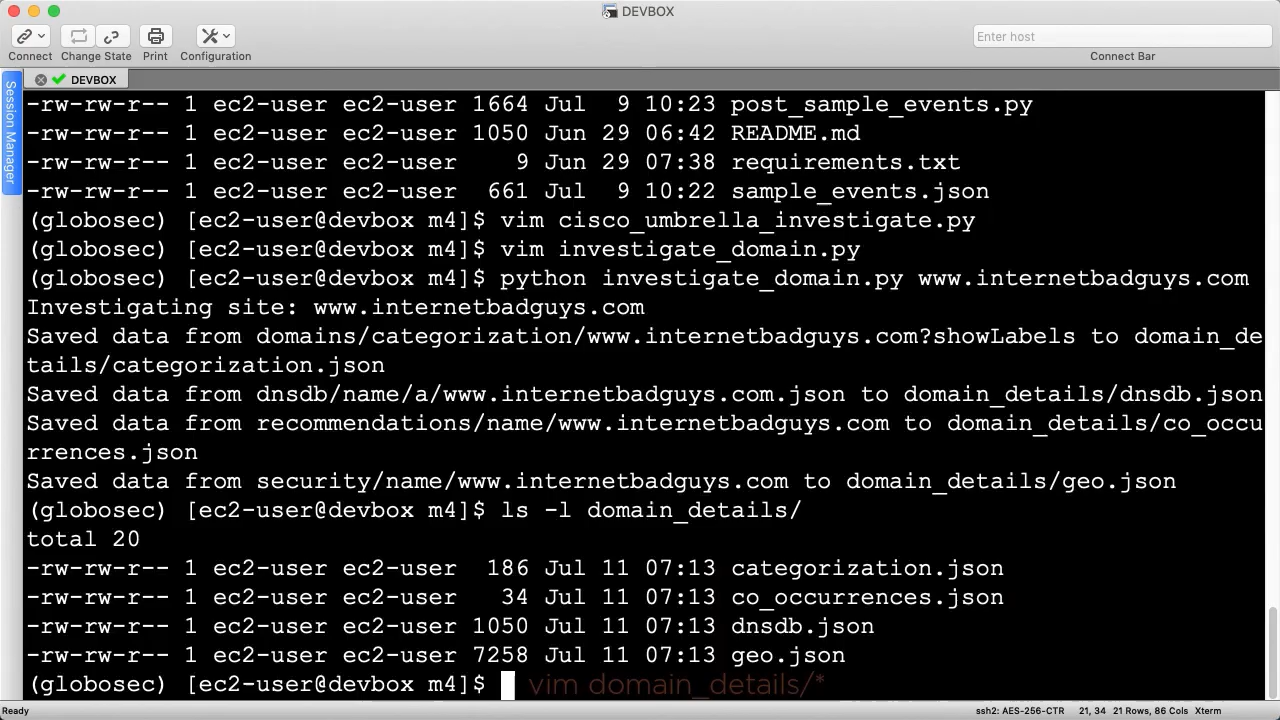 DEVBOX
Enter host
Connect Change State Print Configuration Connect Bar
DEVBOX
Session Manager
-rw-rw-r-- 1 ec2-user ec2-user 1664 Jul  9 10:23 post_sample_events.py
-rw-rw-r-- 1 ec2-user ec2-user 1050 Jun 29 06:42 README.md
-rw-rw-r-- 1 ec2-user ec2-user    9 Jun 29 07:38 requirements.txt
-rw-rw-r-- 1 ec2-user ec2-user  661 Jul  9 10:22 sample_events.json
(globosec) [ec2-user@devbox m4]$ vim cisco_umbrella_investigate.py
(globosec) [ec2-user@devbox m4]$ vim investigate_domain.py
(globosec) [ec2-user@devbox m4]$ python investigate_domain.py www.internetbadguys.com
Investigating site: www.internetbadguys.com
Saved data from domains/categorization/www.internetbadguys.com?showLabels to domain_de
tails/categorization.json
Saved data from dnsdb/name/a/www.internetbadguys.com.json to domain_details/dnsdb.json
Saved data from recommendations/name/www.internetbadguys.com to domain_details/co_occu
rrences.json
Saved data from security/name/www.internetbadguys.com to domain_details/geo.json
(globosec) [ec2-user@devbox m4]$ ls -l domain_details/
total 20
-rw-rw-r-- 1 ec2-user ec2-user  186 Jul 11 07:13 categorization.json
-rw-rw-r-- 1 ec2-user ec2-user   34 Jul 11 07:13 co_occurrences.json
-rw-rw-r-- 1 ec2-user ec2-user 1050 Jul 11 07:13 dnsdb.json
-rw-rw-r-- 1 ec2-user ec2-user 7258 Jul 11 07:13 geo.json
(globosec) [ec2-user@devbox m4]$ vim domain_details/*
Ready ssh2: AES-256-CTR 21, 34 21 Rows, 86 Cols Xterm